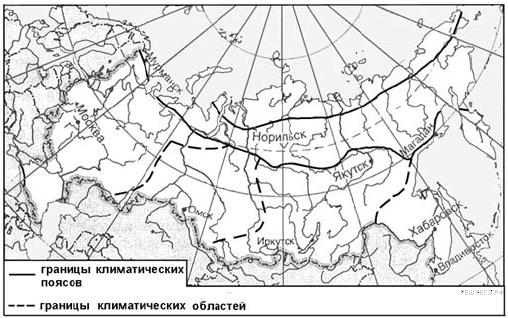 Мурманск
Москва
Норильск
Магадан
Якутск
Омск
Хабаровск
Иркутск
Владивосток
границы климатических
поясов
границы климатических областей